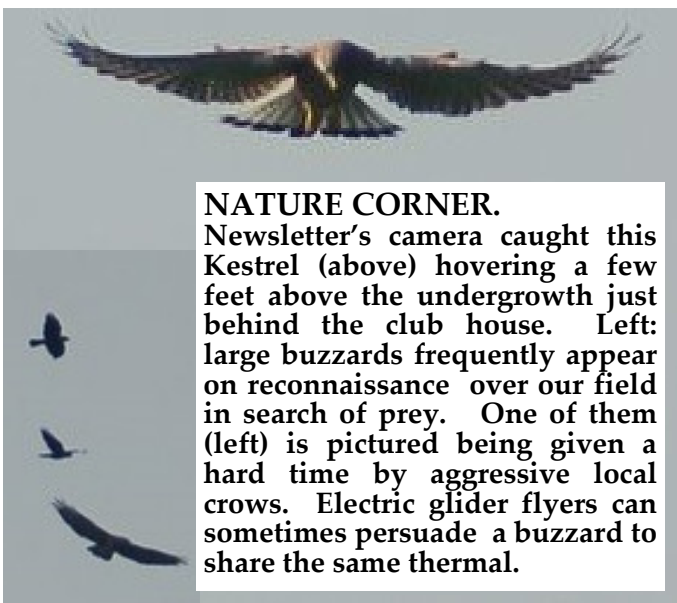 NATURE CORNER.
Newsletter’s camera caught this
Kestrel (above) hovering a few
feet above the undergrowth just
behind the club house. Left:
large buzzards frequently appear
on reconnaissance over our field
in search of prey. One of them
(left) is pictured being given a
hard time by aggressive local
crows. Electric glider flyers can
sometimes persuade a buzzard to
share the same thermal.